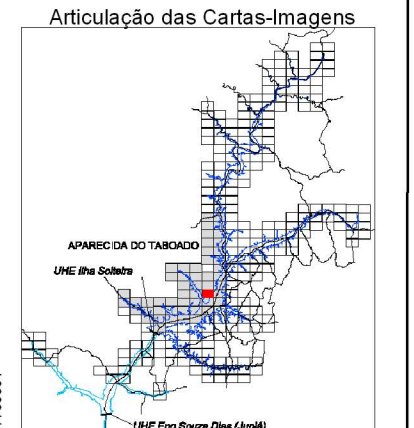 Articulação das Cartas-Imagens
APARECIDA DO TABOADO
UHE Ilha Solteira
UHE Eng Souza Dias (Jupiá)